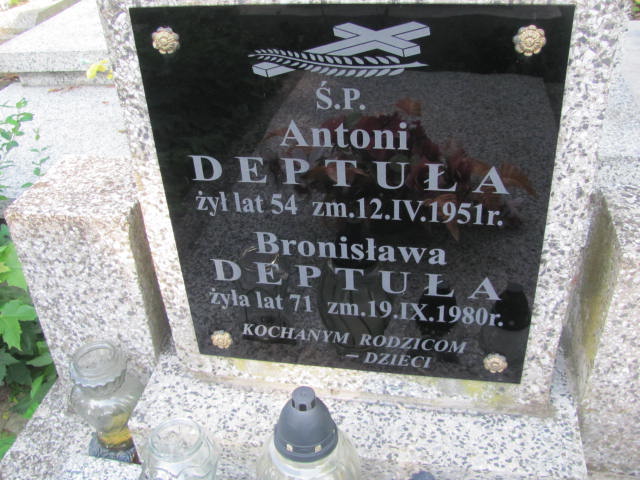 Ś.P.
Antoni
DEPTUŁA
żył lat 54 zm.12.IV.1951r.
Bronisława
DEPTUŁA
żyła lat 71 zm.19.IX.1980r.
KOCHANYM RODZICOM
– DZIECI